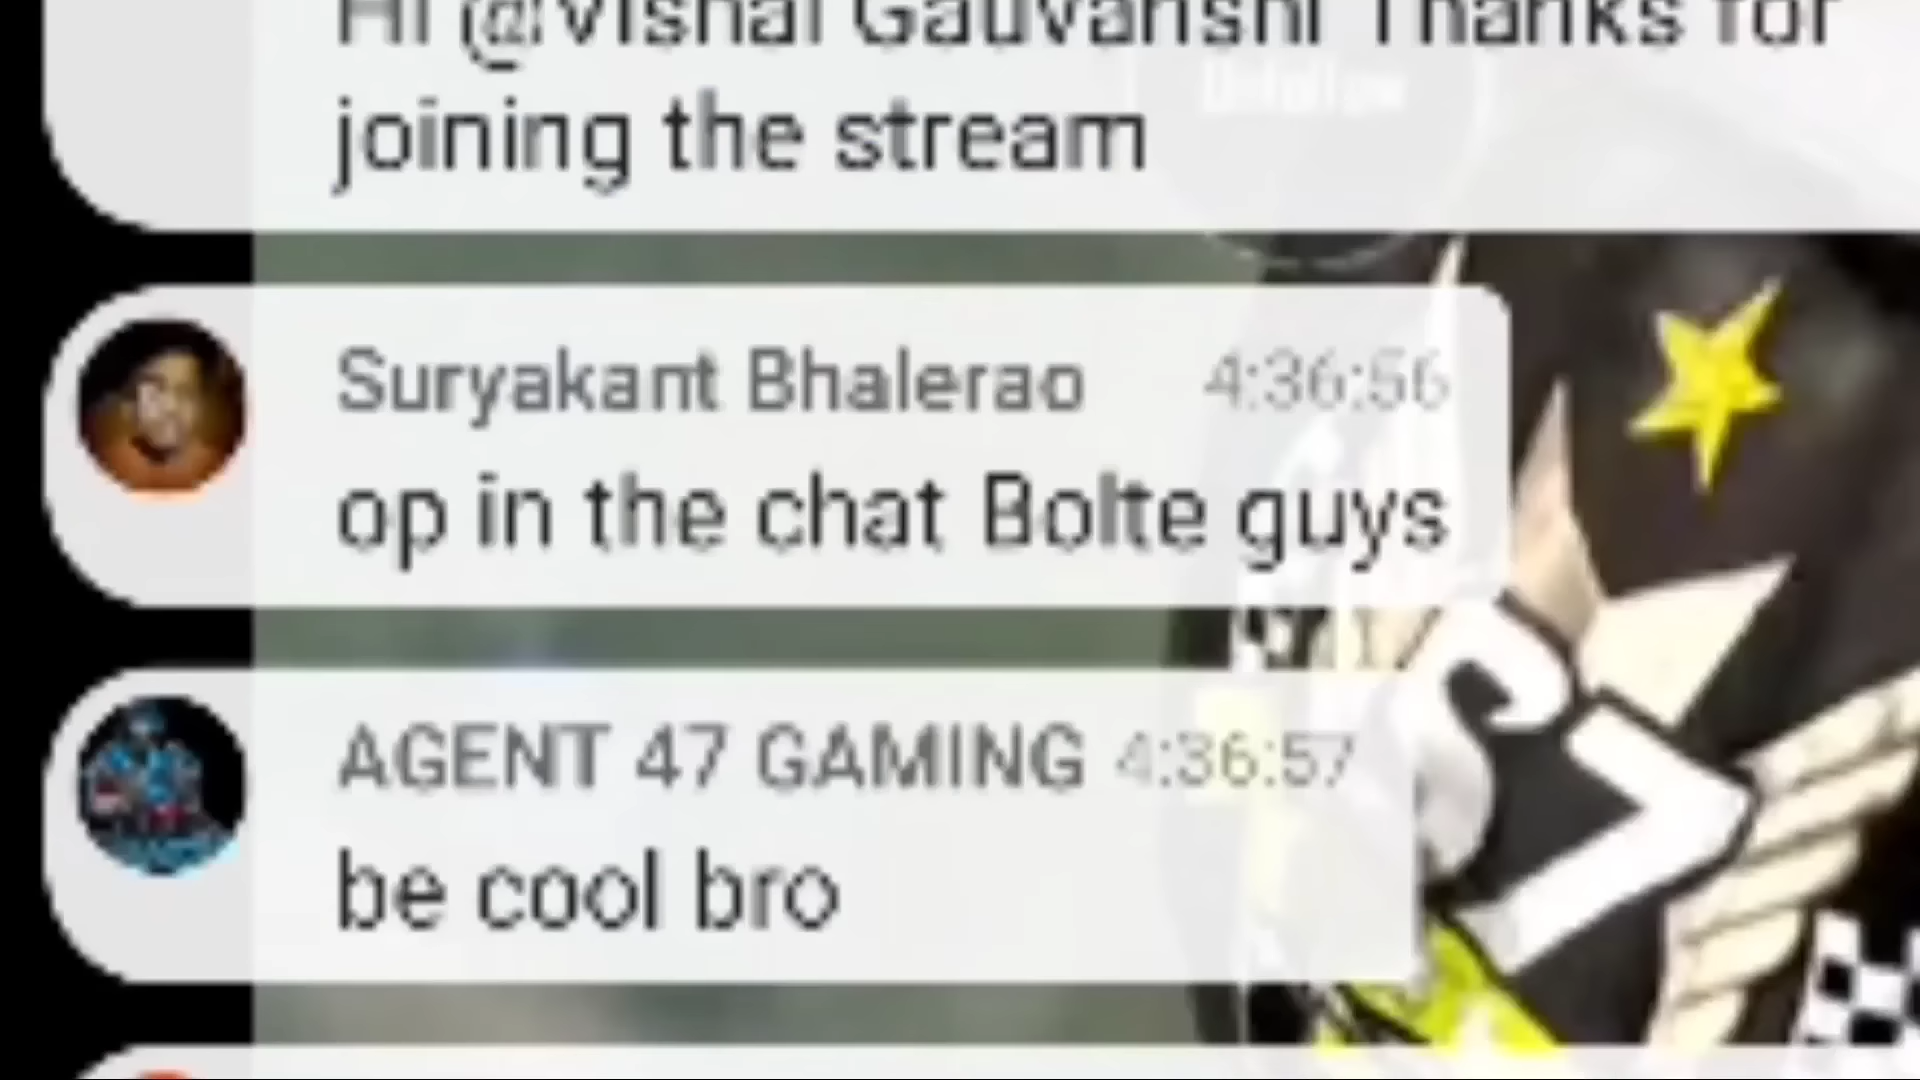 Hi @Vishal Gauvanshi Thanks for
joining the stream
Suryakant Bhalerao 4:36:56
op in the chat Bolte guys
AGENT 47 GAMING 4:36:57
be cool bro